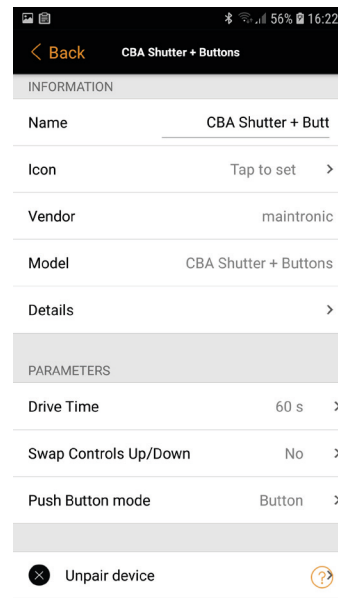 56% 16:22
Back CBA Shutter + Buttons
INFORMATION
Name CBA Shutter + Butt
Icon Tap to set
Vendor maintronic
Model CBA Shutter + Buttons
Details
PARAMETERS
Drive Time 60 s
Swap Controls Up/Down No
Push Button mode Button
Unpair device ?